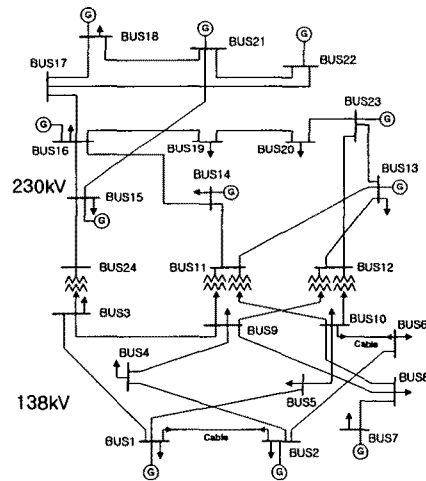 G
G
G
BUS18
BUS21
BUS17
BUS22
BUS23
G
G
BUS16
BUS19
BUS20
BUS14
BUS13
230kV
BUS15
G
G
G
BUS24
BUS11
BUS12
BUS3
BUS9
BUS10
BUS6
Cable
BUS4
BUS5
BUS8
138kV
BUS1
Cable
BUS2
BUS7
G
G
G